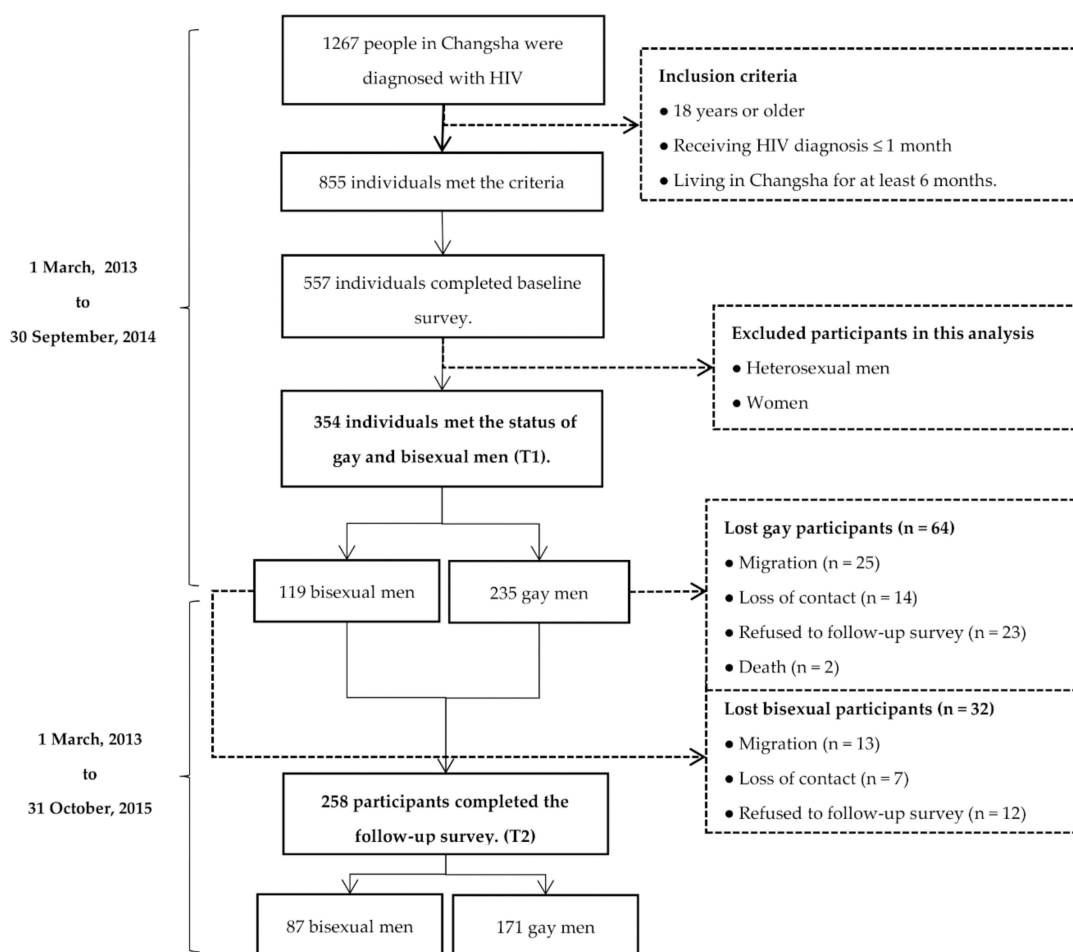 1267 people in Changsha were
diagnosed with HIV
Inclusion criteria
● 18 years or older
● Receiving HIV diagnosis ≤ 1 month
● Living in Changsha for at least 6 months.
855 individuals met the criteria
1 March, 2013
to
30 September, 2014
557 individuals completed baseline
survey.
Excluded participants in this analysis
● Heterosexual men
● Women
354 individuals met the status of
gay and bisexual men (T1).
119 bisexual men
235 gay men
Lost gay participants (n = 64)
● Migration (n = 25)
● Loss of contact (n = 14)
● Refused to follow-up survey (n = 23)
● Death (n = 2)
Lost bisexual participants (n = 32)
● Migration (n = 13)
● Loss of contact (n = 7)
● Refused to follow-up survey (n = 12)
1 March, 2013
to
31 October, 2015
258 participants completed the
follow-up survey. (T2)
87 bisexual men
171 gay men